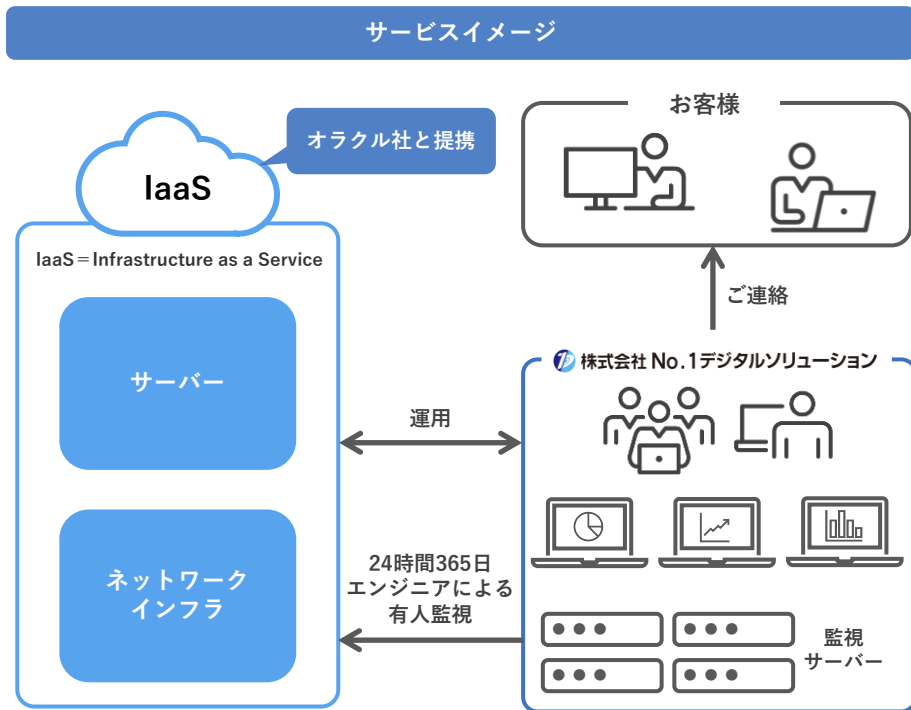 サービスイメージ
オラクル社と提携
IaaS
IaaS=Infrastructure as a Service
サーバー
ネットワーク
インフラ
運用
24時間365日
エンジニアによる
有人監視
お客様
ご連絡
株式会社 No.1デジタルソリューション
監視
サーバー